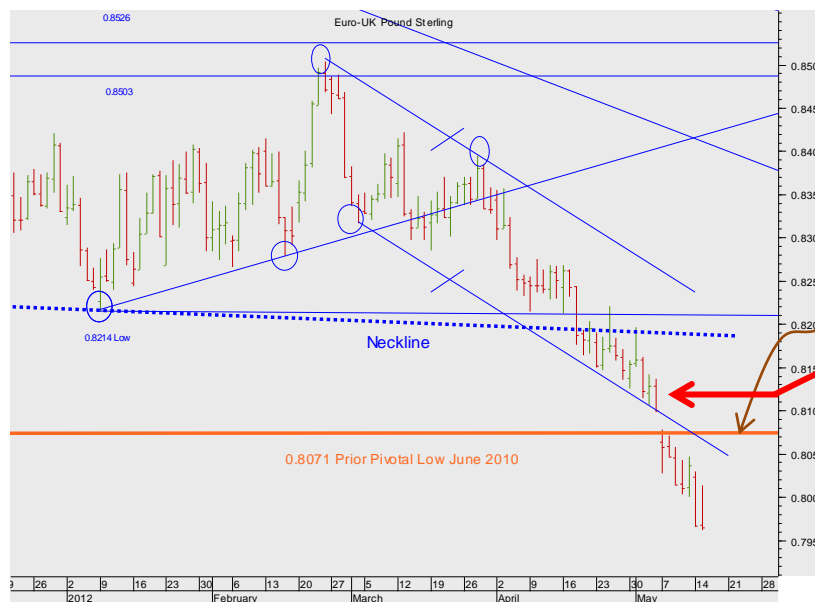 Euro-UK Pound Sterling
0.8526
0.8503
0.8214 Low
Neckline
0.8071 Prior Pivotal Low June 2010
0.850
0.845
0.840
0.835
0.830
0.825
0.820
0.815
0.810
0.805
0.800
0.795
9 26 2 9 16 23 30 6 13 20 27 5 12 19 26 2 9 16 23 30 7 14 21 28
2012 February March April May